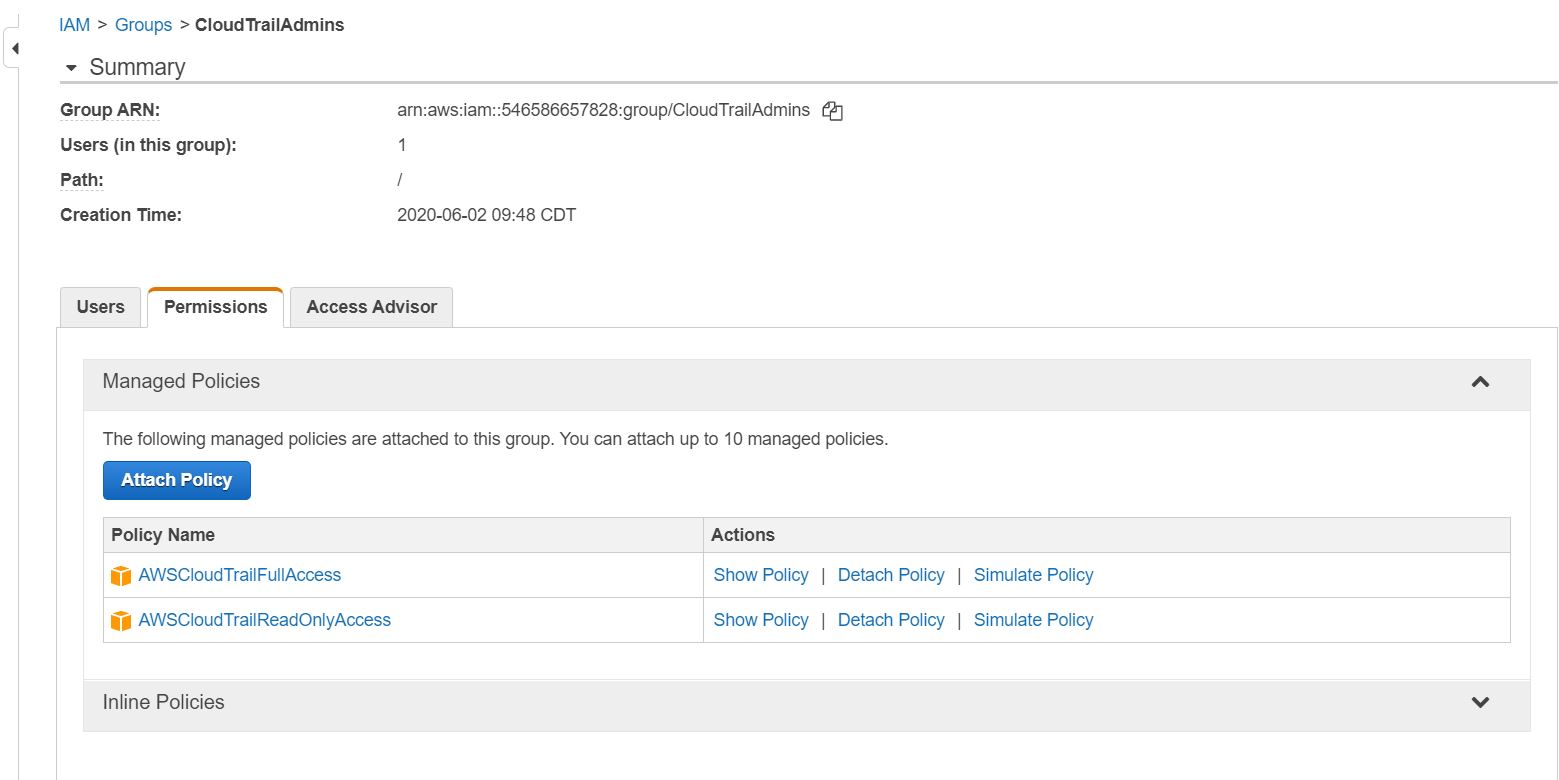 IAM > Groups > CloudTrailAdmins
Summary
Group ARN: arn:aws:iam::546586657828:group/CloudTrailAdmins
Users (in this group): 1
Path: /
Creation Time: 2020-06-02 09:48 CDT
Users Permissions Access Advisor
Managed Policies
The following managed policies are attached to this group. You can attach up to 10 managed policies.
Attach Policy
Policy Name Actions
AWSCloudTrailFullAccess Show Policy | Detach Policy | Simulate Policy
AWSCloudTrailReadOnlyAccess Show Policy | Detach Policy | Simulate Policy
Inline Policies